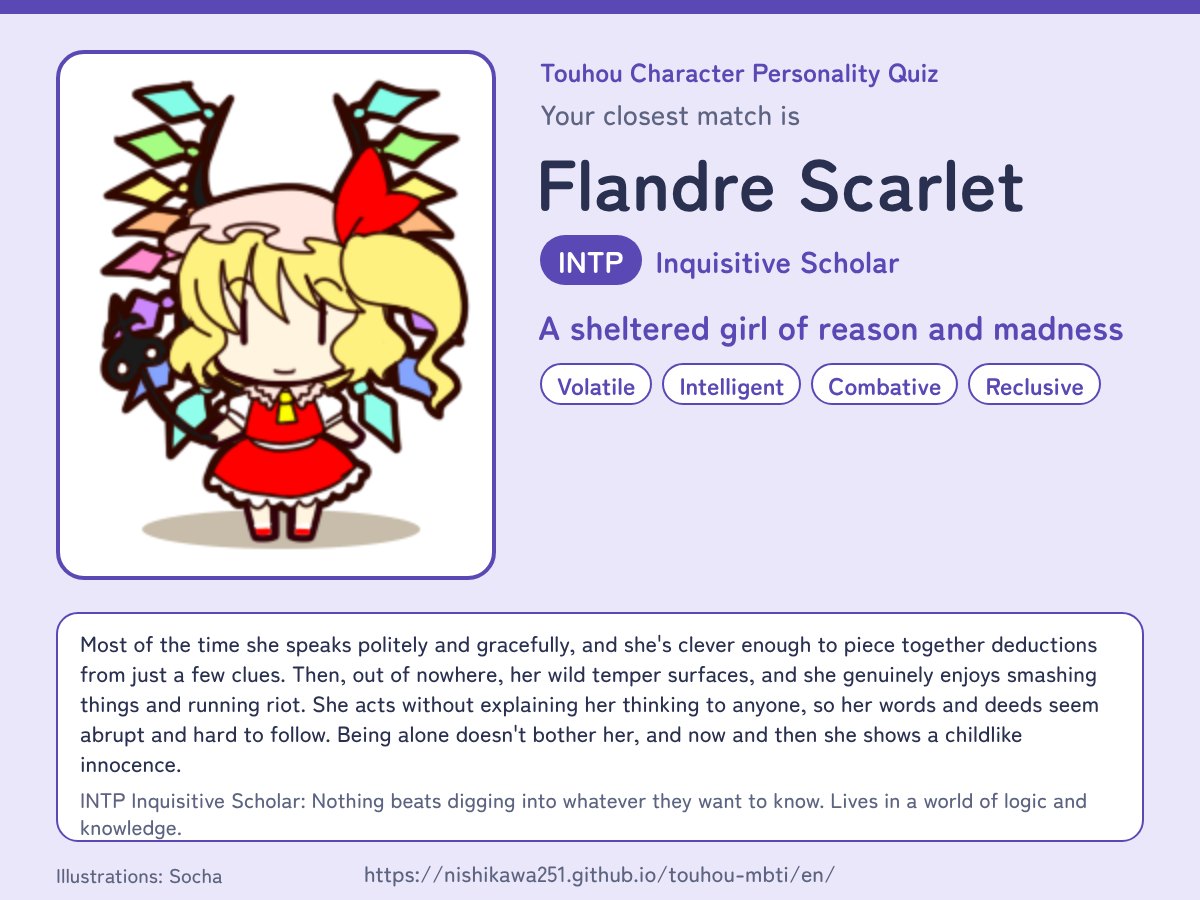 Touhou Character Personality Quiz
Your closest match is
Flandre Scarlet
INTP Inquisitive Scholar
A sheltered girl of reason and madness
Volatile Intelligent Combative Reclusive
Most of the time she speaks politely and gracefully, and she's clever enough to piece together deductions
from just a few clues. Then, out of nowhere, her wild temper surfaces, and she genuinely enjoys smashing
things and running riot. She acts without explaining her thinking to anyone, so her words and deeds seem
abrupt and hard to follow. Being alone doesn't bother her, and now and then she shows a childlike
innocence.
INTP Inquisitive Scholar: Nothing beats digging into whatever they want to know. Lives in a world of logic and
knowledge.
Illustrations: Socha
https://nishikawa251.github.io/touhou-mbti/en/